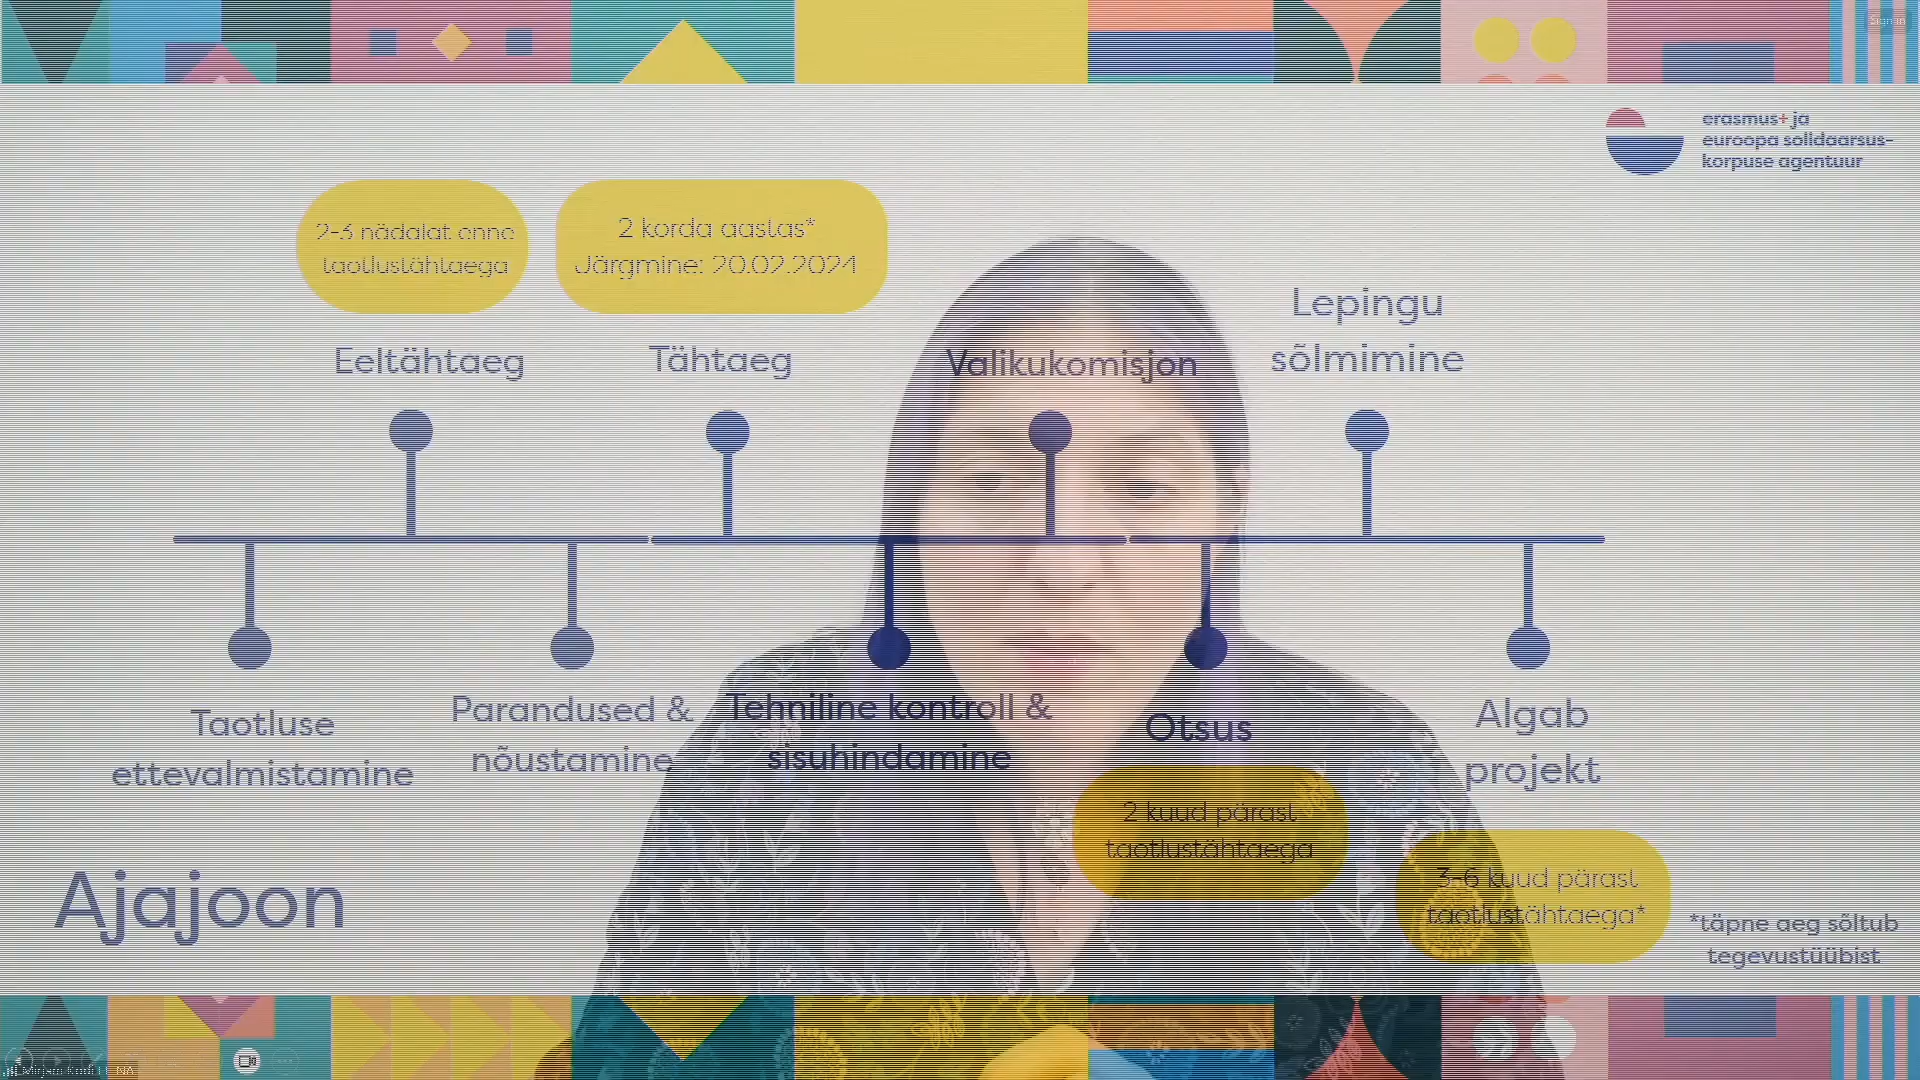 Sign in
erasmus+ ja
euroopa solidaarsus-
korpuse agentuur
2-3 nädalat enne
taotlustähtaega
2 korda aastas*
Järgmine: 20.02.2024
Eeltähtaeg
Tähtaeg
Valikukomisjon
Lepingu
sõlmimine
Taotluse
ettevalmistamine
Parandused &
nõustamine
Tehniline kontroll &
sisuhindamine
Otsus
Algab
projekt
2 kuud pärast
taotlustähtaega
3-6 kuud pärast
taotlustähtaega*
*täpne aeg sõltub
tegevustüübist
Ajajoon